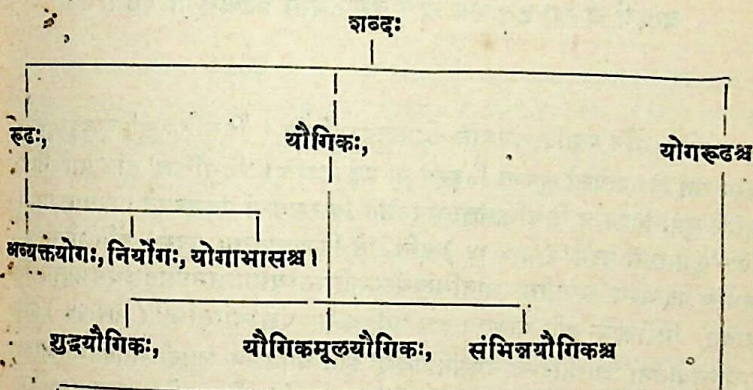 शब्दः
रूढः, यौगिकः, योगरूढश्च
अव्यक्तयोगः, निर्योगः, योगाभासश्च।
शुद्धयौगिकः, यौगिकमूलयौगिकः, संभिन्नयौगिकश्च